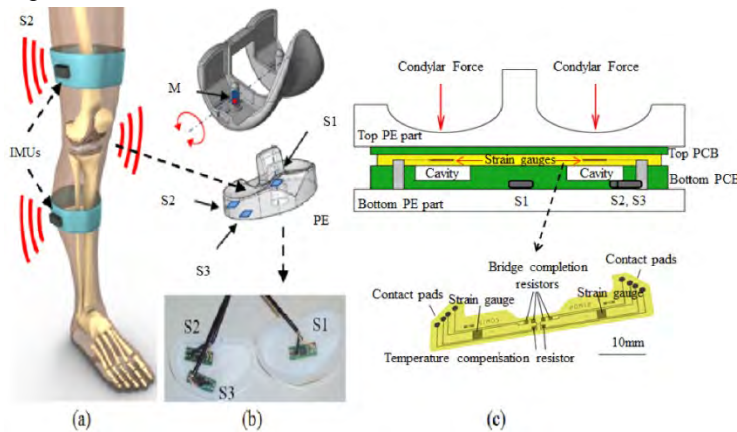 S2
IMUs
(a)
M
S1
S2
PE
S3
S2
S1
S3
(b)
Condylar Force
Condylar Force
Top PE part
Top PCB
Strain gauges
Cavity
Cavity
Bottom PCB
S1
S2, S3
Bottom PE part
Bridge completion
resistors
Contact pads
Contact pads
Strain gauge
Strain gauge
Temperature compensation resistor
10mm
(c)